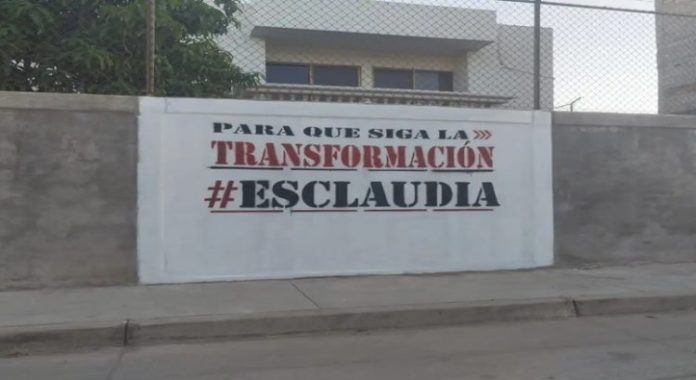 PARA QUE SIGA LA >>>
TRANSFORMACIÓN
#ESCLAUDIA